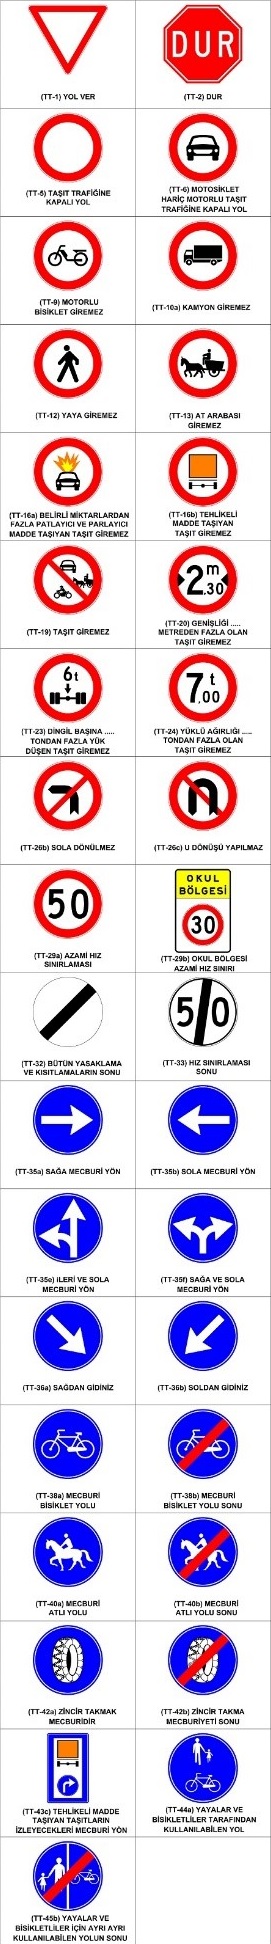 (TT-1) YOL VER
DUR
(TT-2) DUR
(TT-5) TAŞIT TRAFİĞİNE
KAPALI YOL
(TT-6) MOTOSİKLET
HARİÇ MOTORLU TAŞIT
TRAFİĞİNE KAPALI YOL
(TT-9) MOTORLU
BİSİKLET GİREMEZ
(TT-10a) KAMYON GİREMEZ
(TT-12) YAYA GİREMEZ
(TT-13) AT ARABASI
GİREMEZ
(TT-16a) BELİRLİ MİKTARLARDAN
FAZLA PATLAYICI VE PARLAYICI
MADDE TAŞIYAN TAŞIT GİREMEZ
(TT-16b) TEHLİKELİ
MADDE TAŞIYAN
TAŞIT GİREMEZ
(TT-19) TAŞIT GİREMEZ
2 m .30
(TT-20) GENİŞLİĞİ .....
METREDEN FAZLA OLAN
TAŞIT GİREMEZ
6t
(TT-23) DİNGİL BAŞINA .....
TONDAN FAZLA YÜK
DÜŞEN TAŞIT GİREMEZ
7 t ,00
(TT-24) YÜKLÜ AĞIRLIĞI .....
TONDAN FAZLA OLAN
TAŞIT GİREMEZ
(TT-26b) SOLA DÖNÜLMEZ
(TT-26c) U DÖNÜŞÜ YAPILMAZ
50
(TT-29a) AZAMİ HIZ
SINIRLAMASI
OKUL
BÖLGESİ
30
(TT-29b) OKUL BÖLGESİ
AZAMİ HIZ SINIRI
(TT-32) BÜTÜN YASAKLAMA
VE KISITLAMALARIN SONU
50
(TT-33) HIZ SINIRLAMASI
SONU
(TT-35a) SAĞA MECBURİ YÖN
(TT-35b) SOLA MECBURİ YÖN
(TT-35e) İLERİ VE SOLA
MECBURİ YÖN
(TT-35f) SAĞA VE SOLA
MECBURİ YÖN
(TT-36a) SAĞDAN GİDİNİZ
(TT-36b) SOLDAN GİDİNİZ
(TT-38a) MECBURİ
BİSİKLET YOLU
(TT-38b) MECBURİ
BİSİKLET YOLU SONU
(TT-40a) MECBURİ
ATLI YOLU
(TT-40b) MECBURİ
ATLI YOLU SONU
(TT-42a) ZİNCİR TAKMAK
MECBURİDİR
(TT-42b) ZİNCİR TAKMA
MECBURİYETİ SONU
(TT-43c) TEHLİKELİ MADDE
TAŞIYAN TAŞITLARIN
İZLEYECEKLERİ MECBURİ YÖN
(TT-44a) YAYALAR VE
BİSİKLETLİLER TARAFINDAN
KULLANILABİLEN YOL
(TT-45b) YAYALAR VE
BİSİKLETLİLER İÇİN AYRI AYRI
KULLANILABİLEN YOLUN SONU